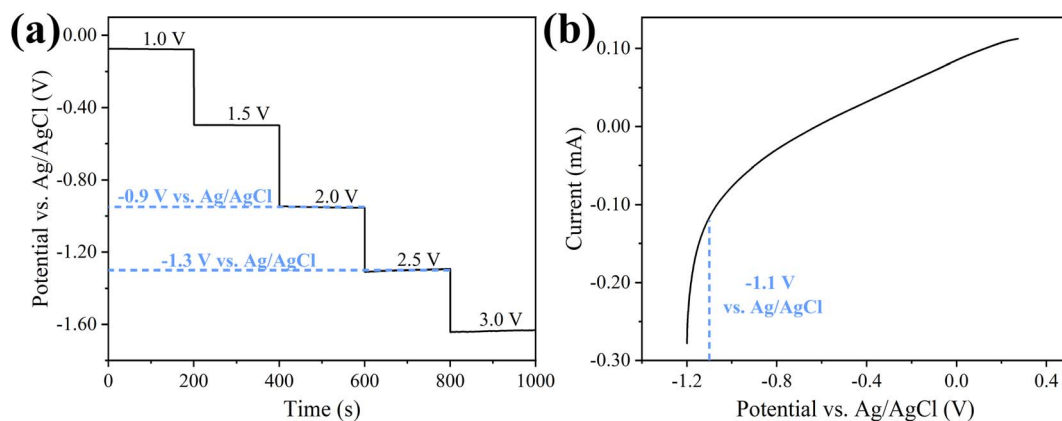 (a)
Potential vs. Ag/AgCl (V)
0.00
-0.40
-0.80
-1.20
-1.60
1.0 V
1.5 V
-0.9 V vs. Ag/AgCl
2.0 V
-1.3 V vs. Ag/AgCl
2.5 V
3.0 V
0
200
400
600
800
1000
Time (s)
(b)
Current (mA)
0.10
0.00
-0.10
-0.20
-0.30
-1.1 V
vs. Ag/AgCl
-1.2
-0.8
-0.4
0.0
0.4
Potential vs. Ag/AgCl (V)